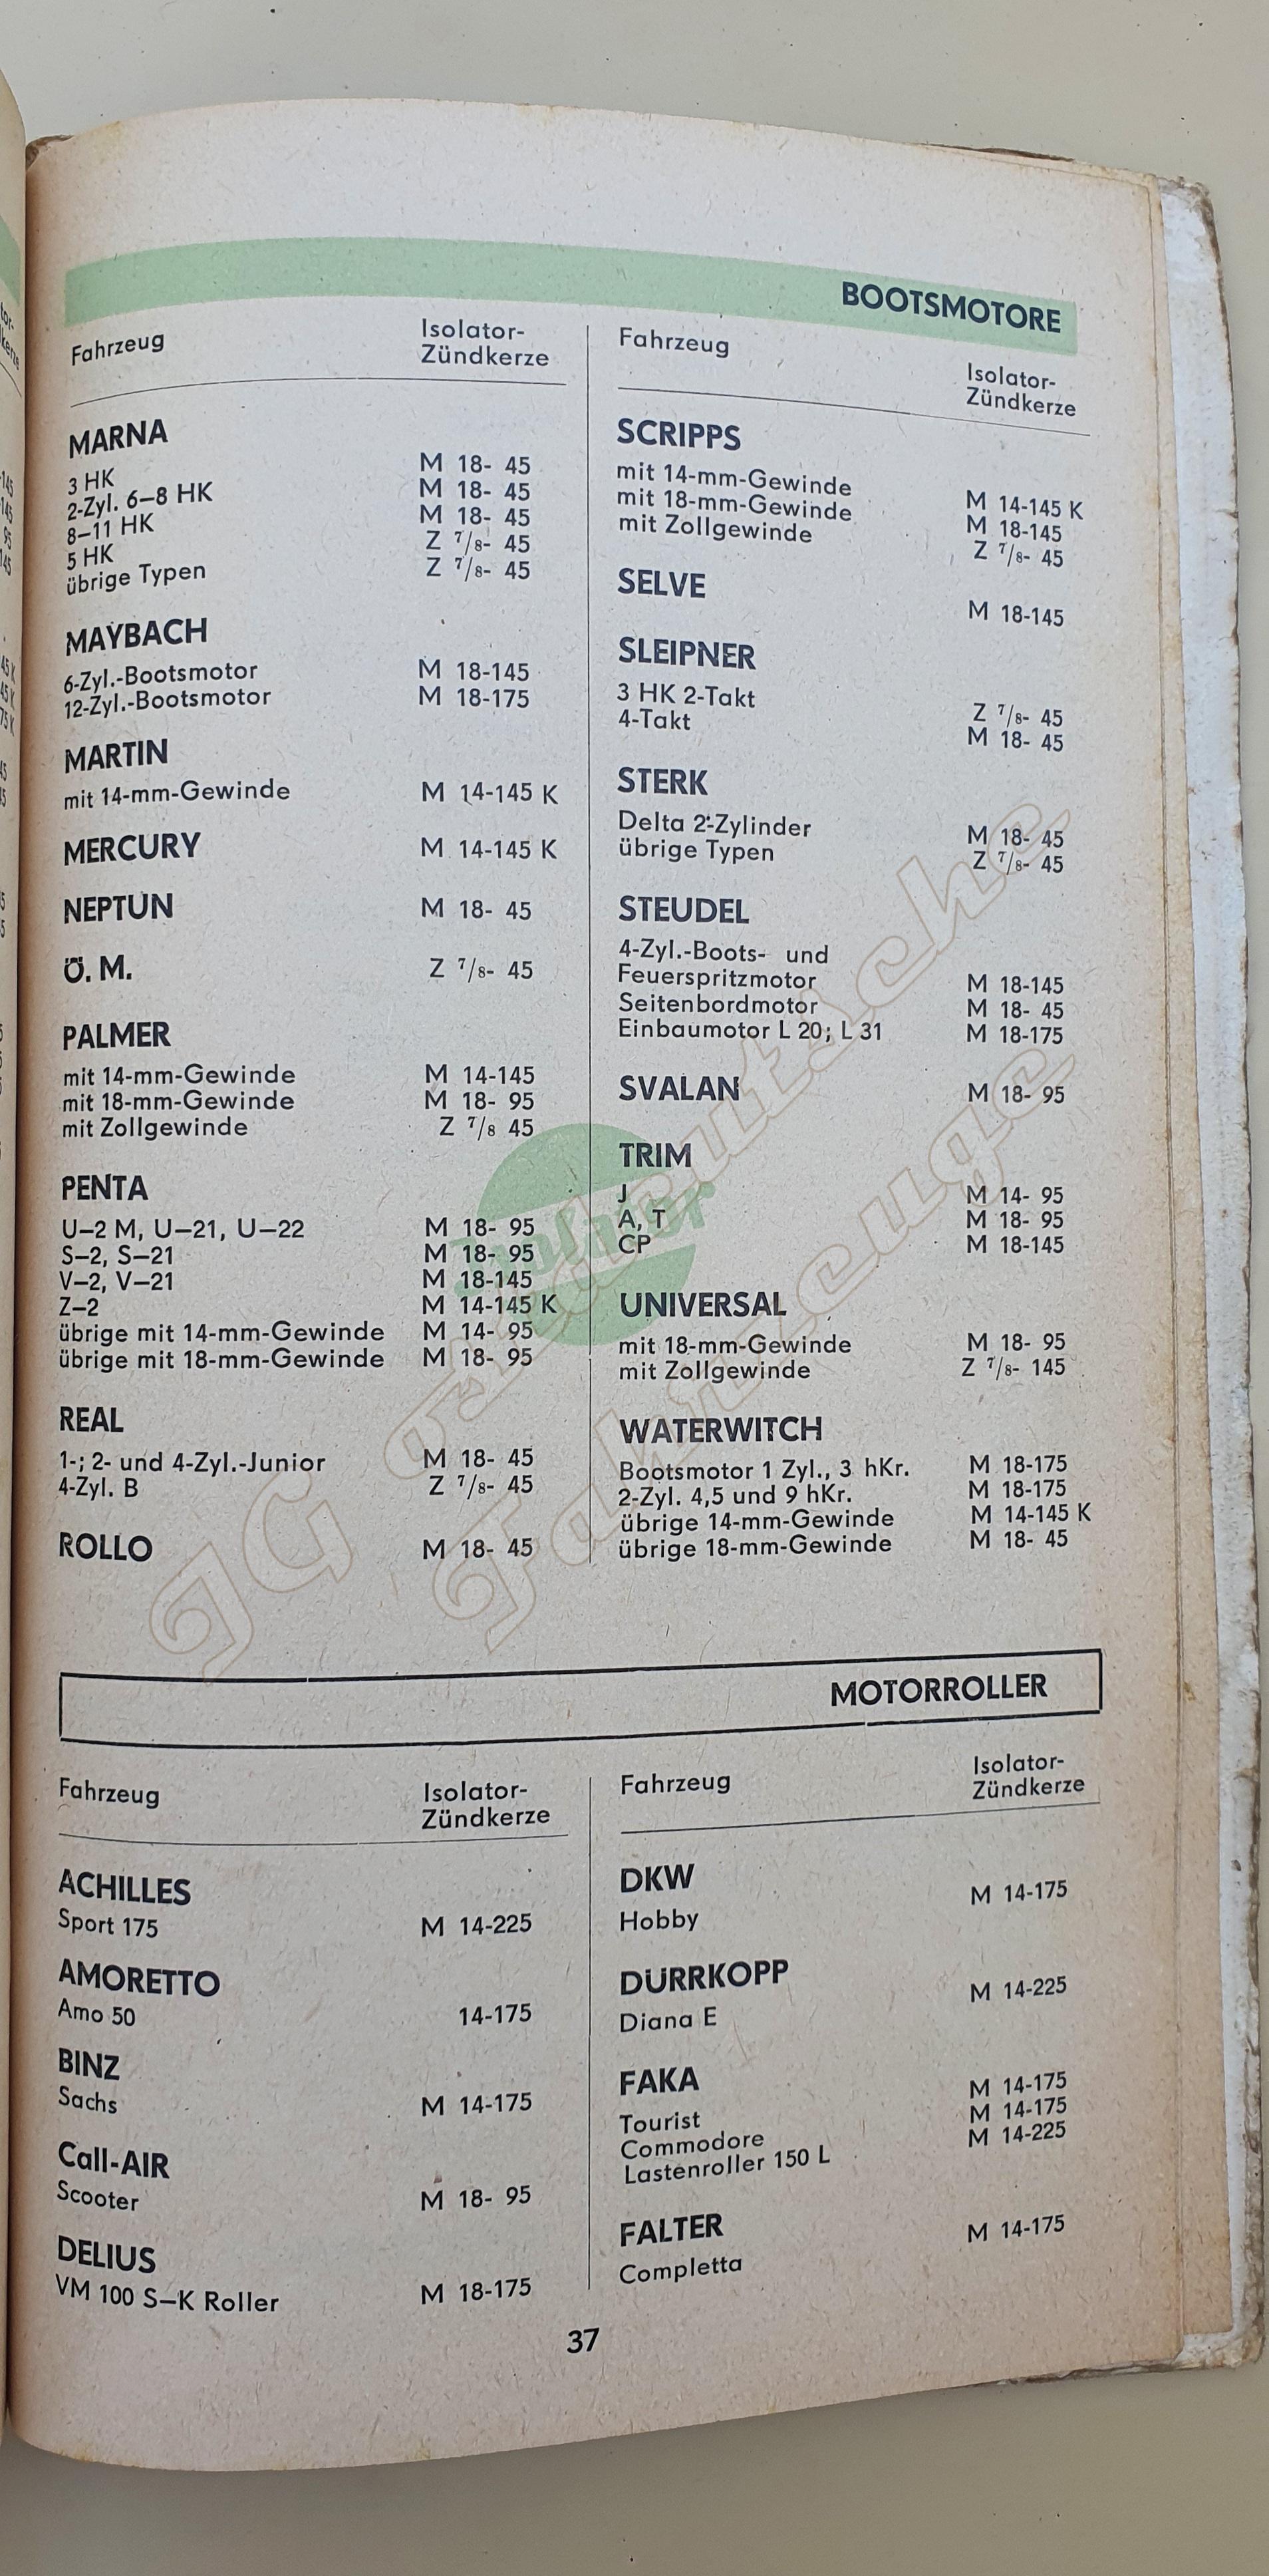 BOOTSMOTORE
Fahrzeug
Isolator-
Zündkerze
MARNA
3 HK M 18- 45
2-Zyl. 6–8 HK M 18- 45
8–11 HK M 18- 45
5 HK Z 7/8- 45
übrige Typen Z 7/8- 45
MAYBACH
6-Zyl.-Bootsmotor M 18-145
12-Zyl.-Bootsmotor M 18-175
MARTIN
mit 14-mm-Gewinde M 14-145 K
MERCURY M 14-145 K
NEPTUN M 18- 45
Ö. M. Z 7/8- 45
PALMER
mit 14-mm-Gewinde M 14-145
mit 18-mm-Gewinde M 18- 95
mit Zollgewinde Z 7/8 45
PENTA
U–2 M, U–21, U–22 M 18- 95
S–2, S–21 M 18- 95
V–2, V–21 M 18-145
Z–2 M 14-145 K
übrige mit 14-mm-Gewinde M 14- 95
übrige mit 18-mm-Gewinde M 18- 95
REAL
1-; 2- und 4-Zyl.-Junior M 18- 45
4-Zyl. B Z 7/8- 45
ROLLO M 18- 45
Fahrzeug
Isolator-
Zündkerze
SCRIPPS
mit 14-mm-Gewinde M 14-145 K
mit 18-mm-Gewinde M 18-145
mit Zollgewinde Z 7/8- 45
SELVE M 18-145
SLEIPNER
3 HK 2-Takt Z 7/8- 45
4-Takt M 18- 45
STERK
Delta 2-Zylinder M 18- 45
übrige Typen Z 7/8- 45
STEUDEL
4-Zyl.-Boots- und
Feuerspritzmotor M 18-145
Seitenbordmotor M 18- 45
Einbaumotor L 20; L 31 M 18-175
SVALAN M 18- 95
TRIM
J M 14- 95
A, T M 18- 95
CP M 18-145
UNIVERSAL
mit 18-mm-Gewinde M 18- 95
mit Zollgewinde Z 7/8- 145
WATERWITCH
Bootsmotor 1 Zyl., 3 hKr. M 18-175
2-Zyl. 4,5 und 9 hKr. M 18-175
übrige 14-mm-Gewinde M 14-145 K
übrige 18-mm-Gewinde M 18- 45
Isolator
IG ostdeutsche
Fahrzeuge
MOTORROLLER
Fahrzeug
Isolator-
Zündkerze
ACHILLES
Sport 175 M 14-225
AMORETTO
Amo 50 14-175
BINZ
Sachs M 14-175
Call-AIR
Scooter M 18- 95
DELIUS
VM 100 S–K Roller M 18-175
Fahrzeug
Isolator-
Zündkerze
DKW M 14-175
Hobby
DÜRRKOPP M 14-225
Diana E
FAKA
Tourist M 14-175
Commodore M 14-175
Lastenroller 150 L M 14-225
FALTER M 14-175
Completta
37